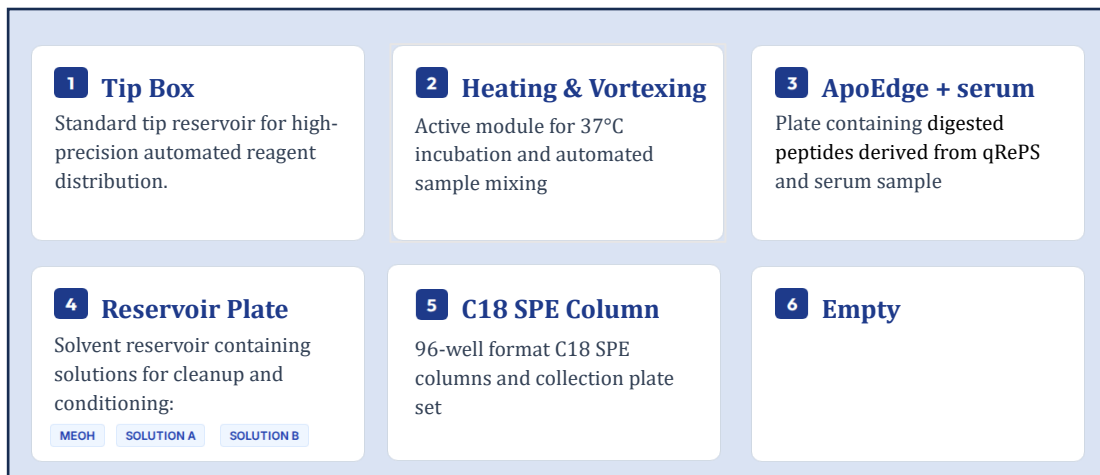 1 Tip Box
Standard tip reservoir for high-
precision automated reagent
distribution.
2 Heating & Vortexing
Active module for 37°C
incubation and automated
sample mixing
3 ApoEdge + serum
Plate containing digested
peptides derived from qRePS
and serum sample
4 Reservoir Plate
Solvent reservoir containing
solutions for cleanup and
conditioning:
MEOH SOLUTION A SOLUTION B
5 C18 SPE Column
96-well format C18 SPE
columns and collection plate
set
6 Empty